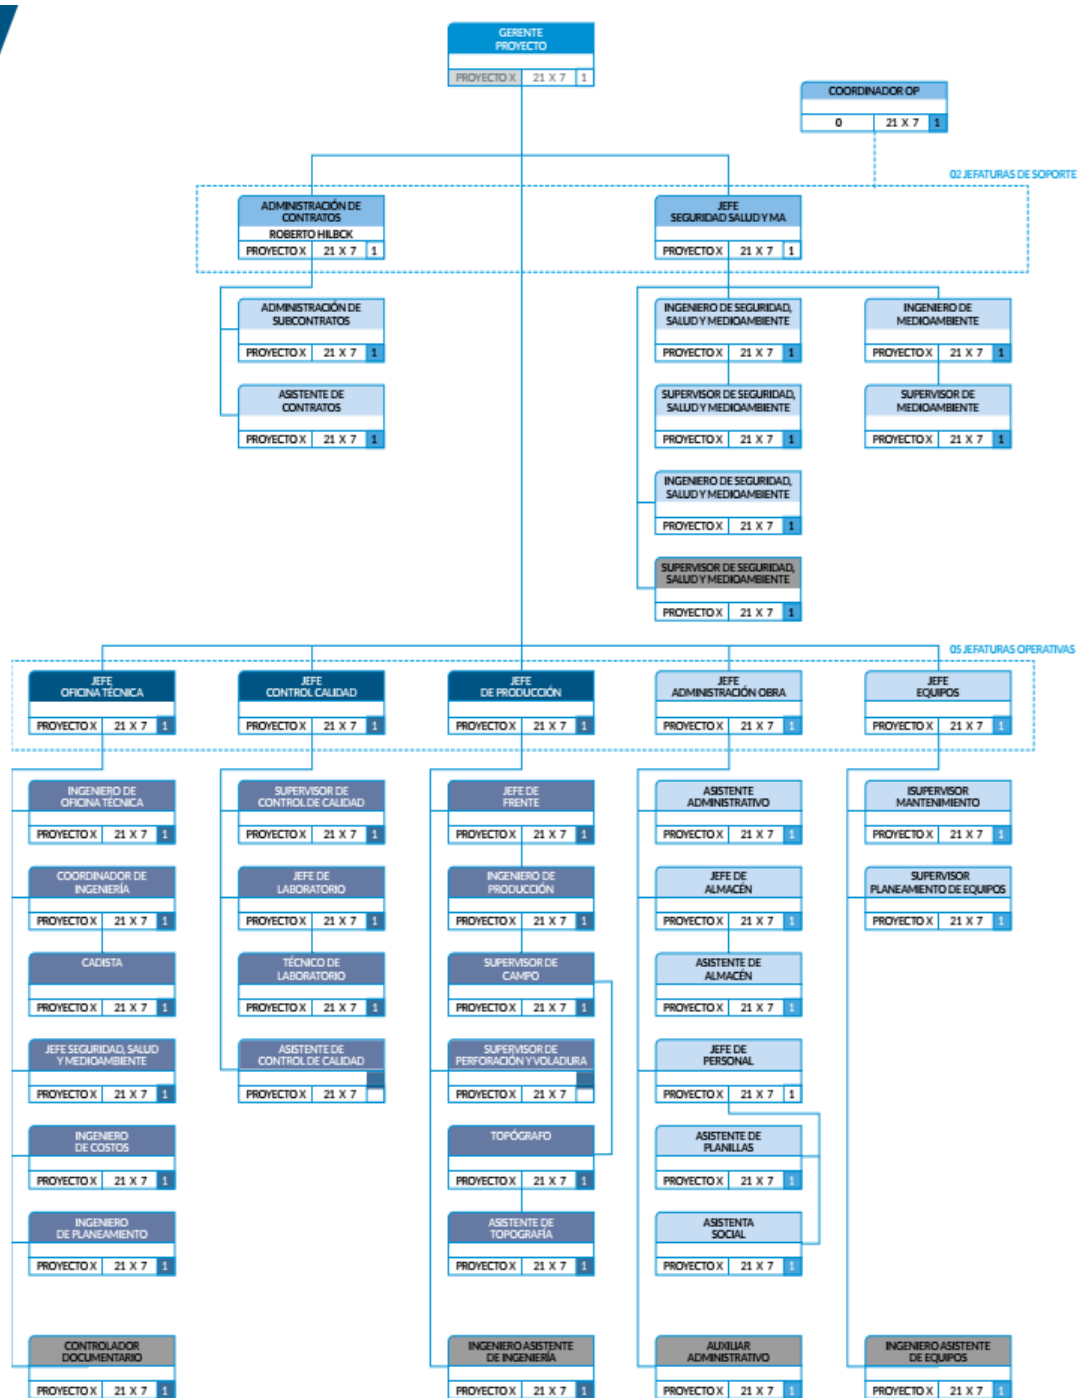 GERENTE
PROYECTO
PROYECTO X 21 X 7 1
COORDINADOR OP
0 21 X 7 1
02 JEFATURAS DE SOPORTE
ADMINISTRACIÓN DE
CONTRATOS
ROBERTO HILBCK
PROYECTO X 21 X 7 1
JEFE
SEGURIDAD SALUD Y MA
PROYECTO X 21 X 7 1
ADMINISTRACIÓN DE
SUBCONTRATOS
PROYECTO X 21 X 7 1
INGENIERO DE SEGURIDAD,
SALUD Y MEDIOAMBIENTE
PROYECTO X 21 X 7 1
INGENIERO DE
MEDIOAMBIENTE
PROYECTO X 21 X 7 1
ASISTENTE DE
CONTRATOS
PROYECTO X 21 X 7 1
SUPERVISOR DE SEGURIDAD,
SALUD Y MEDIOAMBIENTE
PROYECTO X 21 X 7 1
SUPERVISOR DE
MEDIOAMBIENTE
PROYECTO X 21 X 7 1
INGENIERO DE SEGURIDAD,
SALUD Y MEDIOAMBIENTE
PROYECTO X 21 X 7 1
SUPERVISOR DE SEGURIDAD,
SALUD Y MEDIOAMBIENTE
PROYECTO X 21 X 7 1
05 JEFATURAS OPERATIVAS
JEFE
OFICINA TÉCNICA
PROYECTO X 21 X 7 1
JEFE
CONTROL CALIDAD
PROYECTO X 21 X 7 1
JEFE
DE PRODUCCIÓN
PROYECTO X 21 X 7 1
JEFE
ADMINISTRACIÓN OBRA
PROYECTO X 21 X 7 1
JEFE
EQUIPOS
PROYECTO X 21 X 7 1
INGENIERO DE
OFICINA TÉCNICA
PROYECTO X 21 X 7 1
SUPERVISOR DE
CONTROL DE CALIDAD
PROYECTO X 21 X 7 1
JEFE DE
FRENTE
PROYECTO X 21 X 7 1
ASISTENTE
ADMINISTRATIVO
PROYECTO X 21 X 7 1
ISUPERVISOR
MANTENIMIENTO
PROYECTO X 21 X 7 1
COORDINADOR DE
INGENIERÍA
PROYECTO X 21 X 7 1
JEFE DE
LABORATORIO
PROYECTO X 21 X 7 1
INGENIERO DE
PRODUCCIÓN
PROYECTO X 21 X 7 1
JEFE DE
ALMACÉN
PROYECTO X 21 X 7 1
SUPERVISOR
PLANEAMIENTO DE EQUIPOS
PROYECTO X 21 X 7 1
CADISTA
PROYECTO X 21 X 7 1
TÉCNICO DE
LABORATORIO
PROYECTO X 21 X 7 1
SUPERVISOR DE
CAMPO
PROYECTO X 21 X 7 1
ASISTENTE DE
ALMACÉN
PROYECTO X 21 X 7 1
JEFE SEGURIDAD, SALUD
Y MEDIOAMBIENTE
PROYECTO X 21 X 7 1
ASISTENTE DE
CONTROL DE CALIDAD
PROYECTO X 21 X 7
SUPERVISOR DE
PERFORACIÓN Y VOLADURA
PROYECTO X 21 X 7
JEFE DE
PERSONAL
PROYECTO X 21 X 7 1
INGENIERO
DE COSTOS
PROYECTO X 21 X 7 1
TOPÓGRAFO
PROYECTO X 21 X 7 1
ASISTENTE DE
PLANILLAS
PROYECTO X 21 X 7 1
INGENIERO
DE PLANEAMIENTO
PROYECTO X 21 X 7 1
ASISTENTE DE
TOPOGRAFÍA
PROYECTO X 21 X 7 1
ASISTENTA
SOCIAL
PROYECTO X 21 X 7 1
CONTROLADOR
DOCUMENTARIO
PROYECTO X 21 X 7 1
INGENIERO ASISTENTE
DE INGENIERÍA
PROYECTO X 21 X 7 1
AUXILIAR
ADMINISTRATIVO
PROYECTO X 21 X 7 1
INGENIERO ASISTENTE
DE EQUIPOS
PROYECTO X 21 X 7 1